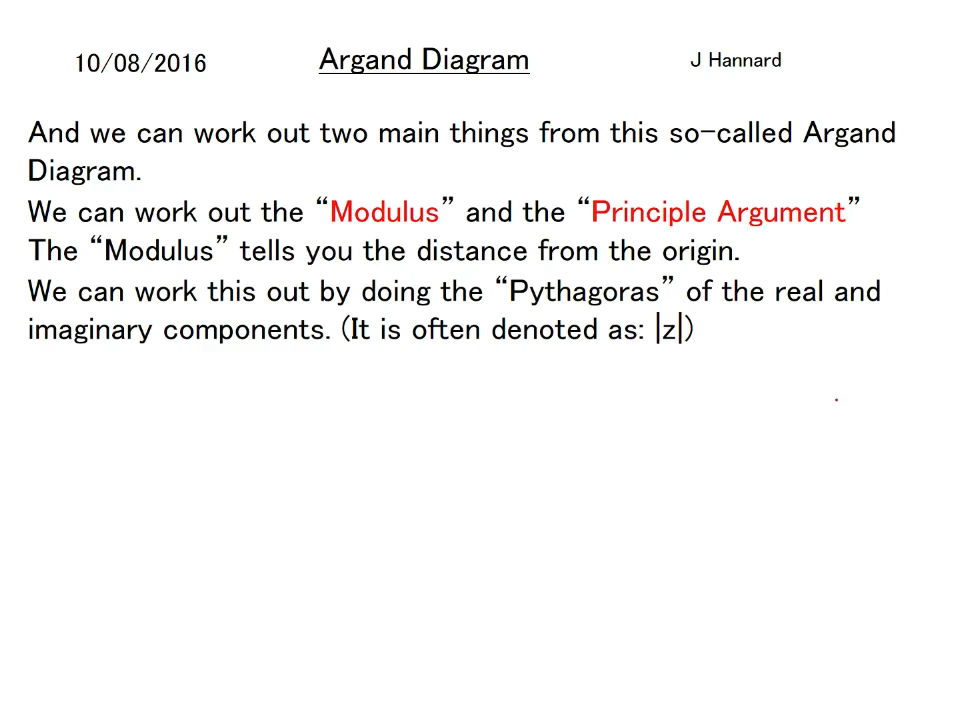 10/08/2016 Argand Diagram J Hannard
And we can work out two main things from this so-called Argand
Diagram.
We can work out the “Modulus” and the “Principle Argument”
The “Modulus” tells you the distance from the origin.
We can work this out by doing the “Pythagoras” of the real and
imaginary components. (It is often denoted as: |z|)